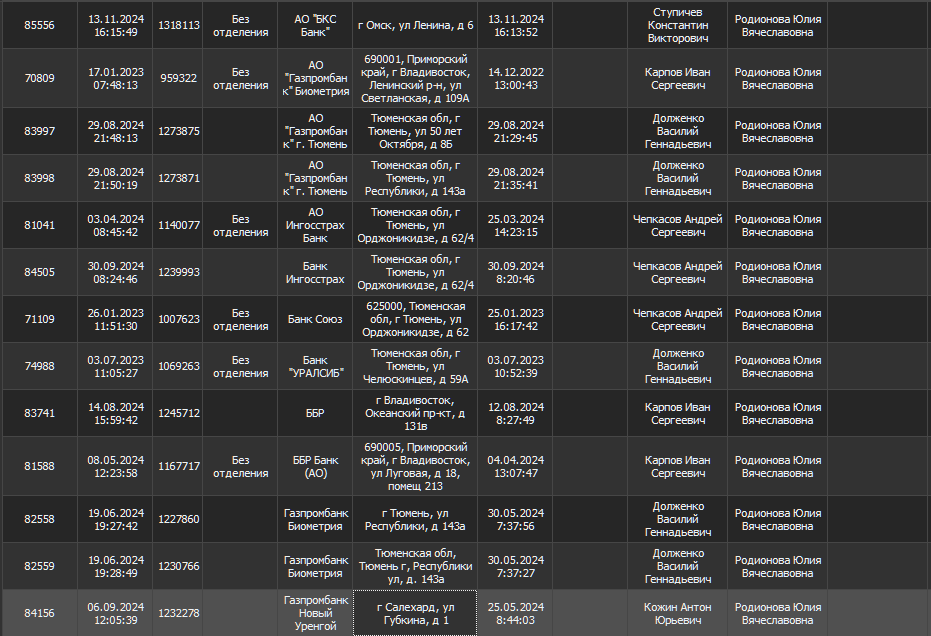 85556
13.11.2024
16:15:49
1318113
Без
отделения
АО "БКС
Банк"
г Омск, ул Ленина, д 6
13.11.2024
16:13:52
Ступичев
Константин
Викторович
Родионова Юлия
Вячеславовна
70809
17.01.2023
07:48:13
959322
Без
отделения
АО
"Газпромбан
к" Биометрия
690001, Приморский
край, г Владивосток,
Ленинский р-н, ул
Светланская, д 109А
14.12.2022
13:00:43
Карпов Иван
Сергеевич
Родионова Юлия
Вячеславовна
83997
29.08.2024
21:48:13
1273875
АО
"Газпромбан
к" г. Тюмень
Тюменская обл, г
Тюмень, ул 50 лет
Октября, д 8Б
29.08.2024
21:29:45
Долженко
Василий
Геннадьевич
Родионова Юлия
Вячеславовна
83998
29.08.2024
21:50:19
1273871
АО
"Газпромбан
к" г. Тюмень
Тюменская обл, г
Тюмень, ул
Республики, д 143а
29.08.2024
21:35:41
Долженко
Василий
Геннадьевич
Родионова Юлия
Вячеславовна
81041
03.04.2024
08:45:42
1140077
Без
отделения
АО
Ингосстрах
Банк
Тюменская обл, г
Тюмень, ул
Орджоникидзе, д 62/4
25.03.2024
14:23:15
Чепкасов Андрей
Сергеевич
Родионова Юлия
Вячеславовна
84505
30.09.2024
08:24:46
1239993
Банк
Ингосстрах
Тюменская обл, г
Тюмень, ул
Орджоникидзе, д 62/4
30.09.2024
8:20:46
Чепкасов Андрей
Сергеевич
Родионова Юлия
Вячеславовна
71109
26.01.2023
11:51:30
1007623
Без
отделения
Банк Союз
625000, Тюменская
обл, г Тюмень, ул
Орджоникидзе, д 62
25.01.2023
16:17:42
Чепкасов Андрей
Сергеевич
Родионова Юлия
Вячеславовна
74988
03.07.2023
11:05:27
1069263
Без
отделения
Банк
"УРАЛСИБ"
Тюменская обл, г
Тюмень, ул
Челюскинцев, д 59А
03.07.2023
10:52:39
Долженко
Василий
Геннадьевич
Родионова Юлия
Вячеславовна
83741
14.08.2024
15:59:42
1245712
ББР
г Владивосток,
Океанский пр-кт, д
131в
12.08.2024
8:27:49
Карпов Иван
Сергеевич
Родионова Юлия
Вячеславовна
81588
08.05.2024
12:23:58
1167717
Без
отделения
ББР Банк
(АО)
690005, Приморский
край, г Владивосток,
ул Луговая, д 18,
помещ 213
04.04.2024
13:07:47
Карпов Иван
Сергеевич
Родионова Юлия
Вячеславовна
82558
19.06.2024
19:27:42
1227860
Газпромбанк
Биометрия
г Тюмень, ул
Республики, д 143а
30.05.2024
7:37:56
Долженко
Василий
Геннадьевич
Родионова Юлия
Вячеславовна
82559
19.06.2024
19:28:49
1230766
Газпромбанк
Биометрия
Тюменская обл,
Тюмень г, Республики
ул, д. 143а
30.05.2024
7:37:27
Долженко
Василий
Геннадьевич
Родионова Юлия
Вячеславовна
84156
06.09.2024
12:05:39
1232278
Газпромбанк
Новый
Уренгой
г Салехард, ул
Губкина, д 1
25.05.2024
8:44:03
Кожин Антон
Юрьевич
Родионова Юлия
Вячеславовна